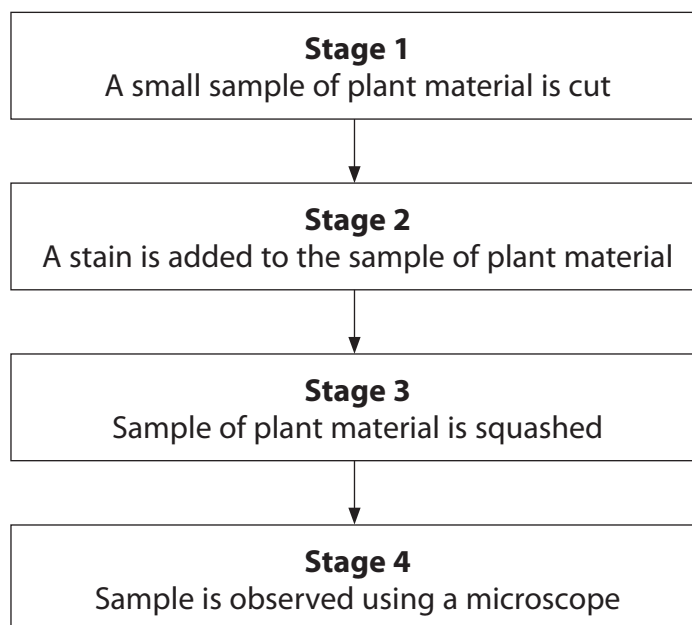 Stage 1
A small sample of plant material is cut
Stage 2
A stain is added to the sample of plant material
Stage 3
Sample of plant material is squashed
Stage 4
Sample is observed using a microscope